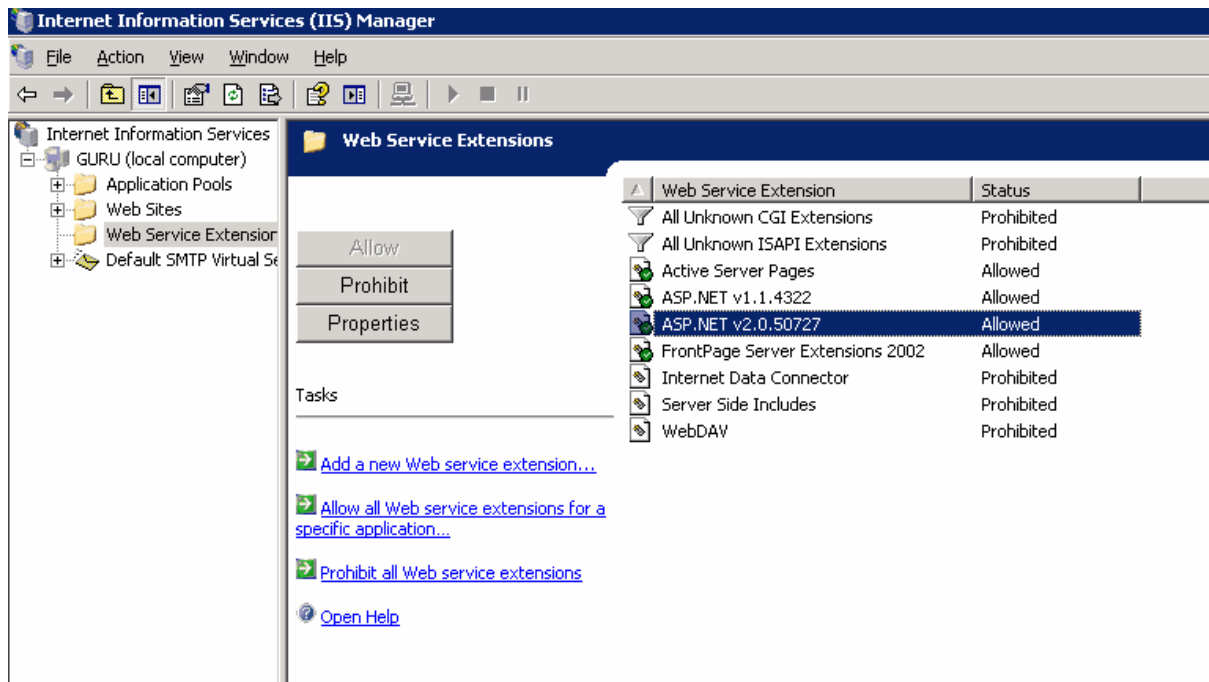 Internet Information Services (IIS) Manager
File Action View Window Help
Internet Information Services
GURU (local computer)
Application Pools
Web Sites
Web Service Extension
Default SMTP Virtual Se
Web Service Extensions
Allow
Prohibit
Properties
Tasks
Add a new Web service extension...
Allow all Web service extensions for a
specific application...
Prohibit all Web service extensions
Open Help
Web Service Extension Status
All Unknown CGI Extensions Prohibited
All Unknown ISAPI Extensions Prohibited
Active Server Pages Allowed
ASP.NET v1.1.4322 Allowed
ASP.NET v2.0.50727 Allowed
FrontPage Server Extensions 2002 Allowed
Internet Data Connector Prohibited
Server Side Includes Prohibited
WebDAV Prohibited